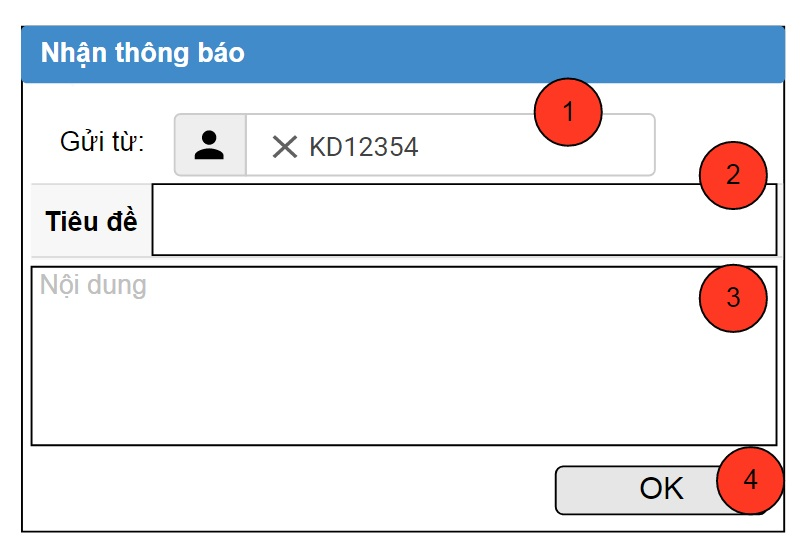 Nhận thông báo
1
Gửi từ: KD12354
2
Tiêu đề
Nội dung
3
OK
4